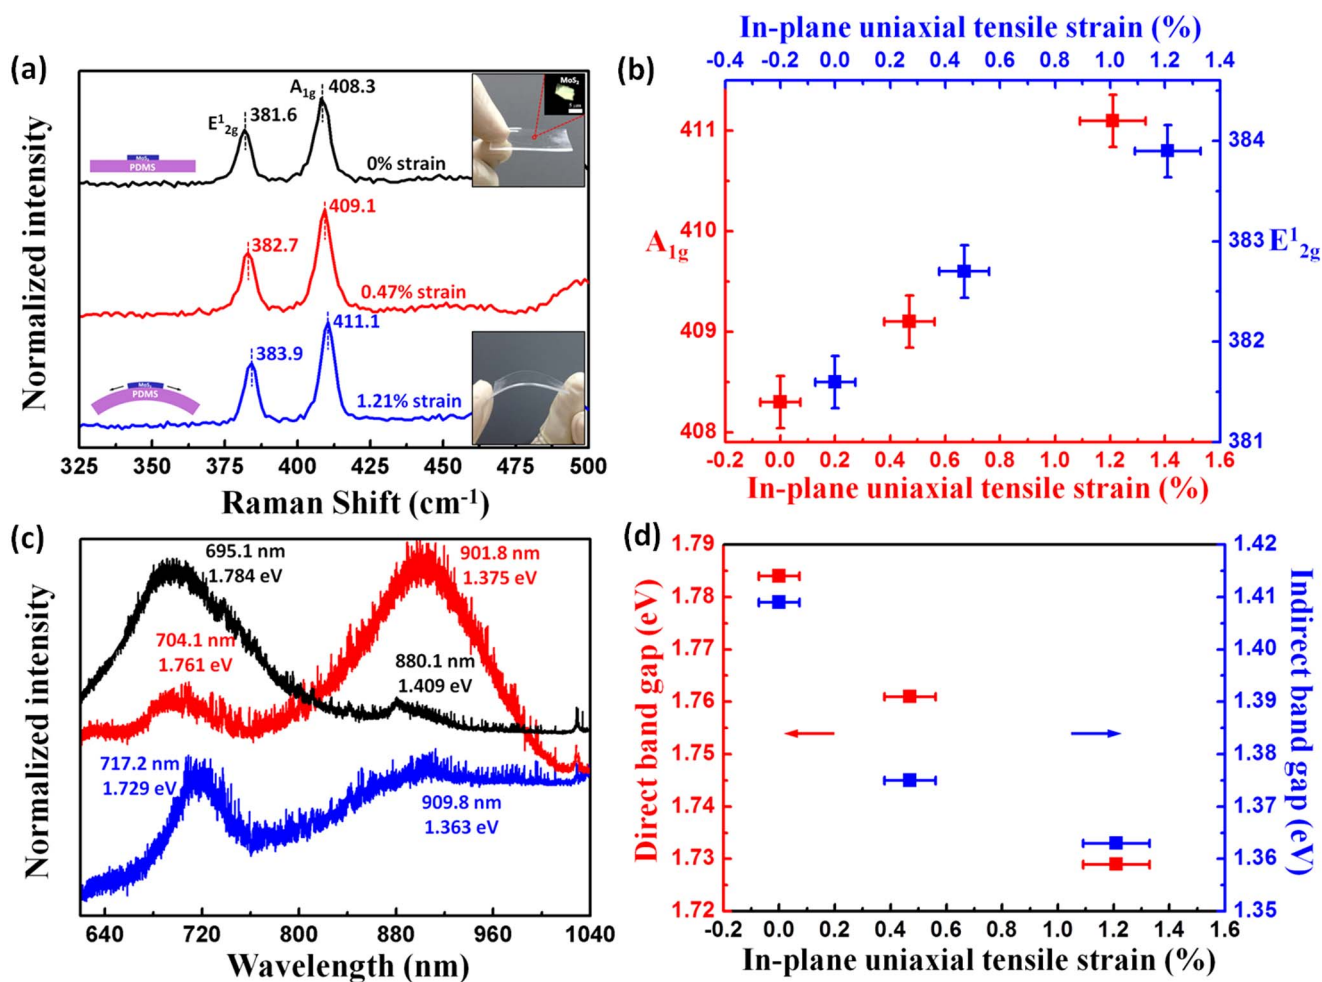 (a)
Normalized intensity
E¹₂g
381.6
A₁g
408.3
0% strain
MoS₂
PDMS
MoS₂
382.7
409.1
0.47% strain
383.9
411.1
1.21% strain
MoS₂
PDMS
325 350 375 400 425 450 475 500
Raman Shift (cm⁻¹)
(b)
In-plane uniaxial tensile strain (%)
-0.4 -0.2 0.0 0.2 0.4 0.6 0.8 1.0 1.2 1.4
411
410
409
408
A₁g
384
383
382
381
E¹₂g
-0.2 0.0 0.2 0.4 0.6 0.8 1.0 1.2 1.4 1.6
In-plane uniaxial tensile strain (%)
(c)
Normalized intensity
695.1 nm
1.784 eV
901.8 nm
1.375 eV
704.1 nm
1.761 eV
880.1 nm
1.409 eV
717.2 nm
1.729 eV
909.8 nm
1.363 eV
640 720 800 880 960 1040
Wavelength (nm)
(d)
Direct band gap (eV)
1.79
1.78
1.77
1.76
1.75
1.74
1.73
1.72
1.42
1.41
1.40
1.39
1.38
1.37
1.36
1.35
Indirect band gap (eV)
-0.2 0.0 0.2 0.4 0.6 0.8 1.0 1.2 1.4 1.6
In-plane uniaxial tensile strain (%)